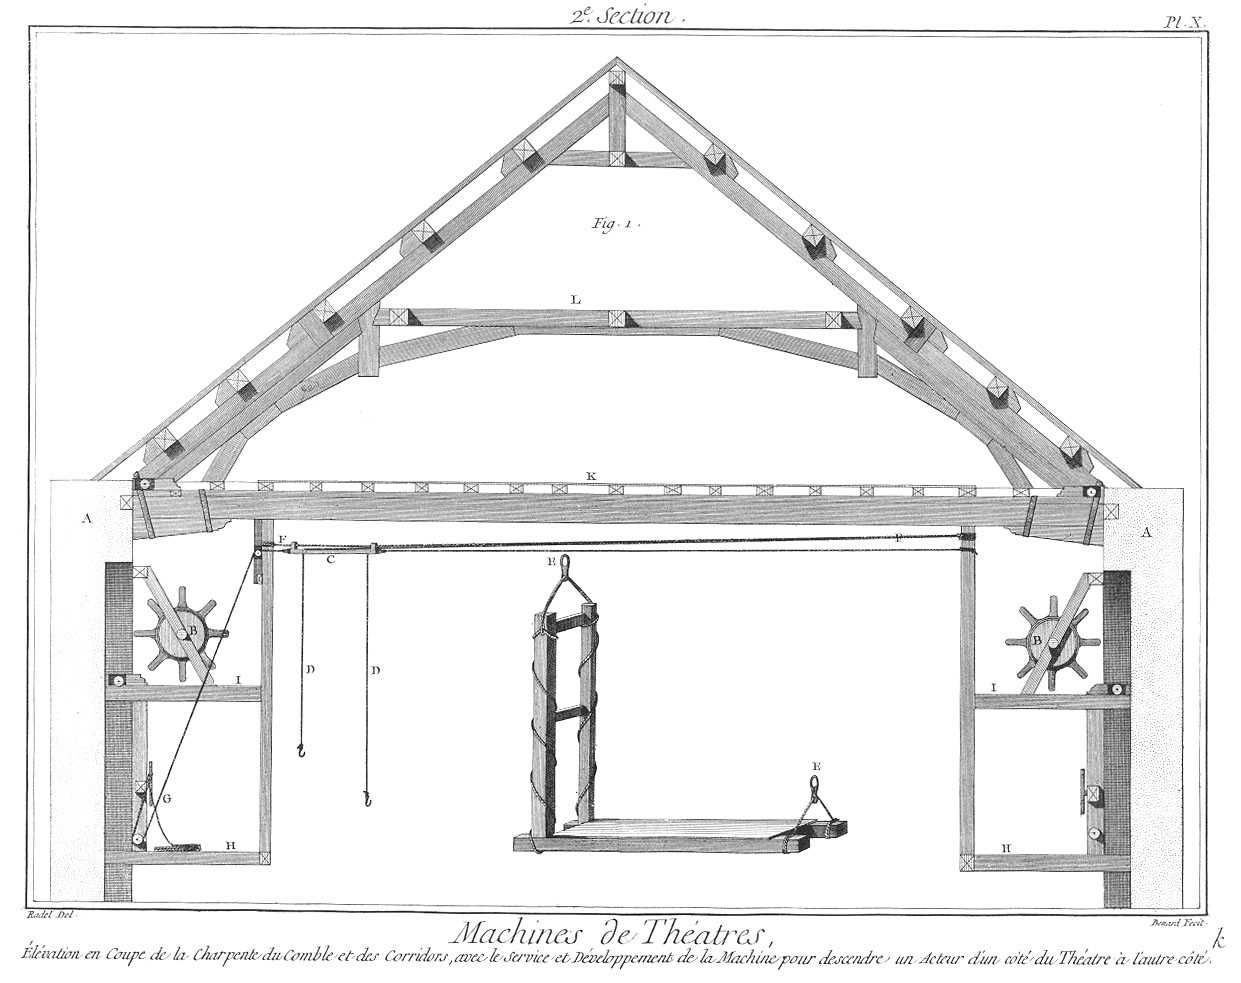 2.e Section.
Pl. X.
Fig. 1.
L
K
A
A
F
F
C
E
B
B
D
D
I
I
E
G
H
H
Radel Del.
Benard Fecit.
Machines de Théatres,
k
Élévation en Coupe de la Charpente du Comble et des Corridors, avec le Service et Développement de la Machine pour descendre un Acteur d'un coté du Théatre à l'autre côté.